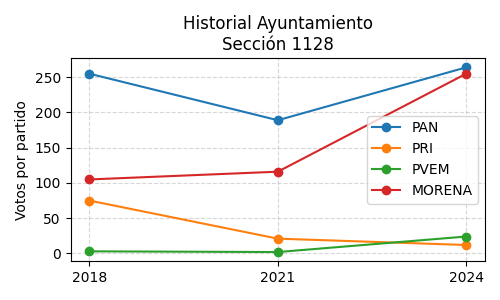 Historial Ayuntamiento
Sección 1128
Votos por partido
250
200
150
100
50
0
2018
2021
2024
PAN
PRI
PVEM
MORENA